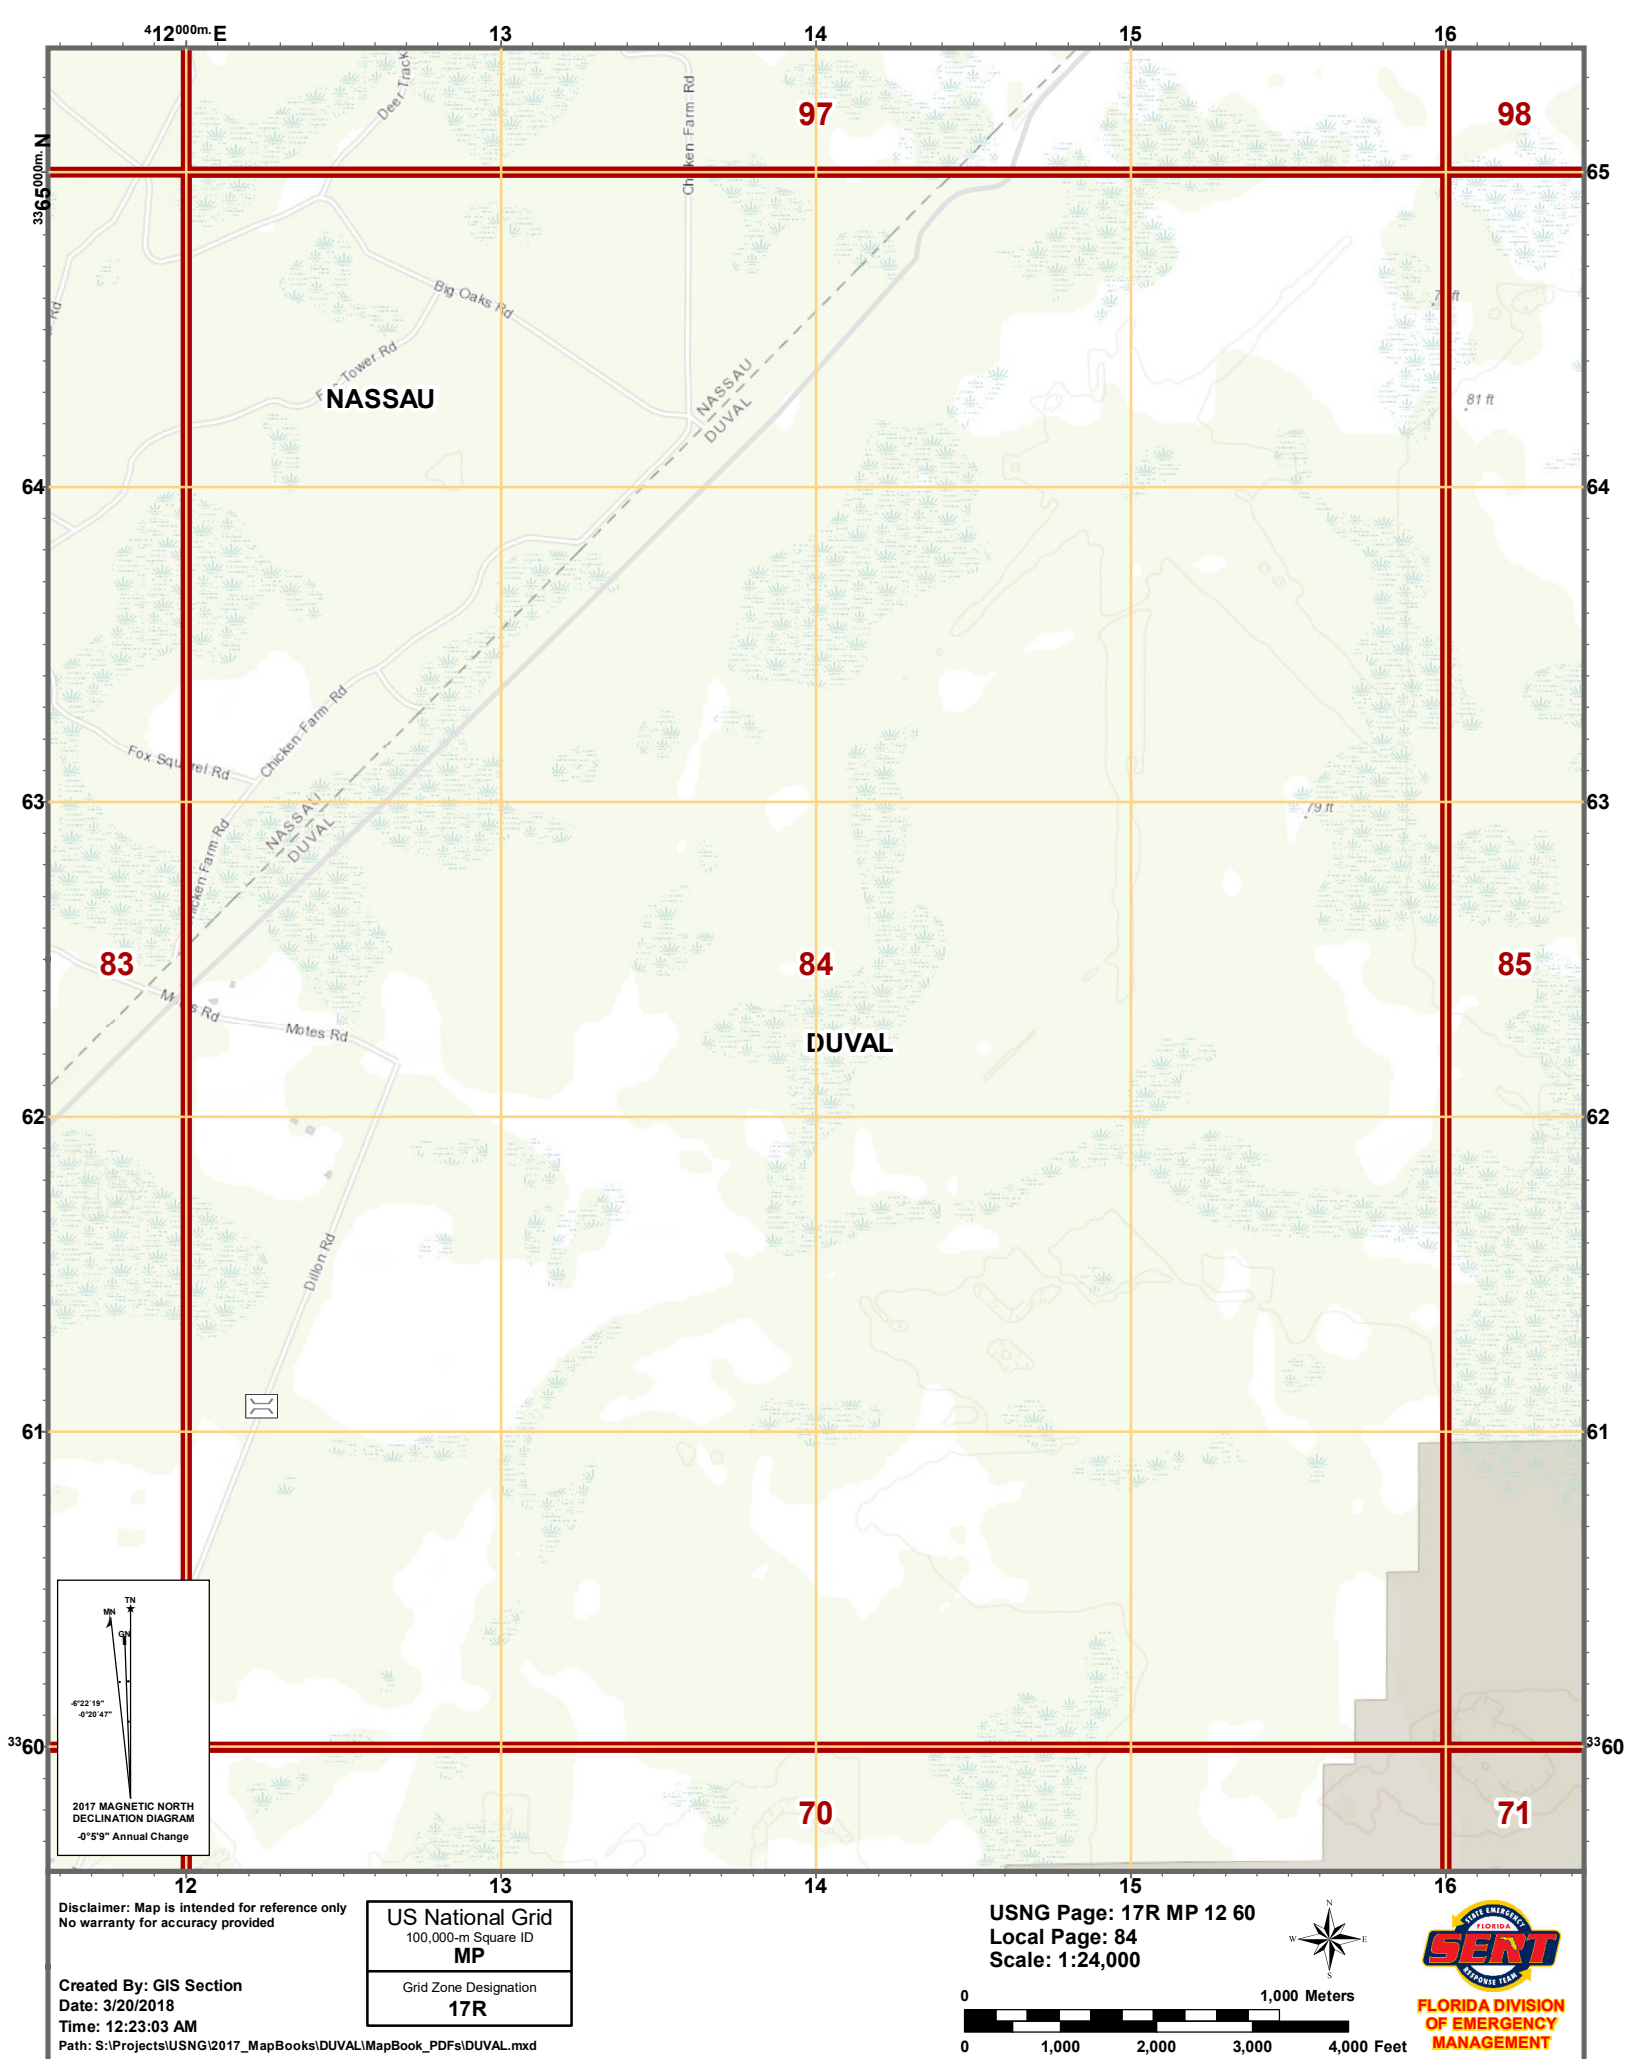 412000m.E 13 14 15 16
97 98
3365000m.N 65
Deer Track
Chicken Farm Rd
Big Oaks Rd
Tower Rd
NASSAU
NASSAU
DUVAL
81 ft
64 64
Chicken Farm Rd
Fox Squirrel Rd
63 63
79 ft
NASSAU
DUVAL
83 84 85
Motes Rd
DUVAL
62 62
Dillon Rd
61 61
TN
MN
GN
-6°22'19"
-0°20'47"
2017 MAGNETIC NORTH
DECLINATION DIAGRAM
-0°5'9" Annual Change
3360 3360
70 71
12 13 14 15 16
Disclaimer: Map is intended for reference only
No warranty for accuracy provided
Created By: GIS Section
Date: 3/20/2018
Time: 12:23:03 AM
Path: S:\Projects\USNG\2017_MapBooks\DUVAL\MapBook_PDFs\DUVAL.mxd
US National Grid
100,000-m Square ID
MP
Grid Zone Designation
17R
USNG Page: 17R MP 12 60
Local Page: 84
Scale: 1:24,000
N
W E
S
0 1,000 Meters
0 1,000 2,000 3,000 4,000 Feet
STATE EMERGENCY
FLORIDA
SERT
RESPONSE TEAM
FLORIDA DIVISION
OF EMERGENCY
MANAGEMENT